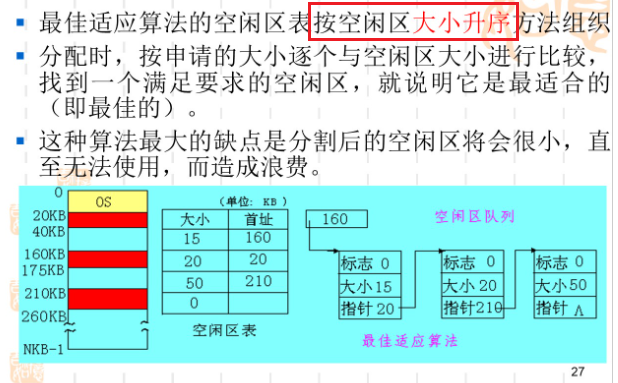 最佳适应算法的空闲区表按空闲区大小升序方法组织
分配时，按申请的大小逐个与空闲区大小进行比较，
找到一个满足要求的空闲区，就说明它是最适合的
（即最佳的）。
这种算法最大的缺点是分割后的空闲区将会很小，直
至无法使用，而造成浪费。
0
OS
20KB
40KB
160KB
175KB
210KB
260KB
NKB-1
（单位：KB）
大小 首址
15 160
20 20
50 210
0
空闲区表
160
空闲区队列
标志 0 标志 0 标志 0
大小15 大小 20 大小50
指针 20 指针210 指针 Λ
最佳适应算法
27